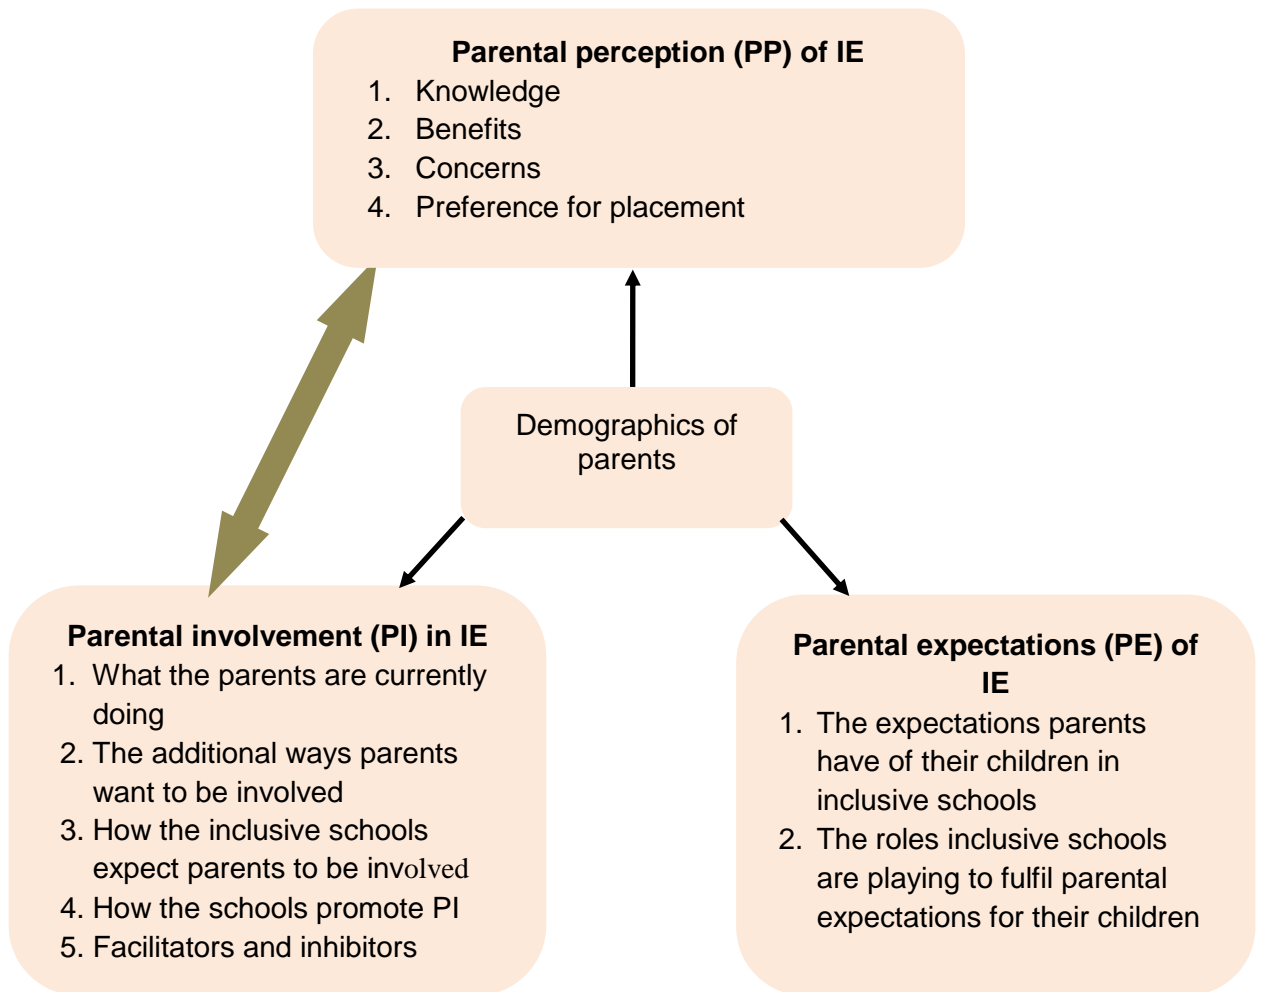 Parental perception (PP) of IE
1. Knowledge
2. Benefits
3. Concerns
4. Preference for placement
Demographics of
parents
Parental involvement (PI) in IE
1. What the parents are currently
doing
2. The additional ways parents
want to be involved
3. How the inclusive schools
expect parents to be involved
4. How the schools promote PI
5. Facilitators and inhibitors
Parental expectations (PE) of
IE
1. The expectations parents
have of their children in
inclusive schools
2. The roles inclusive schools
are playing to fulfil parental
expectations for their children